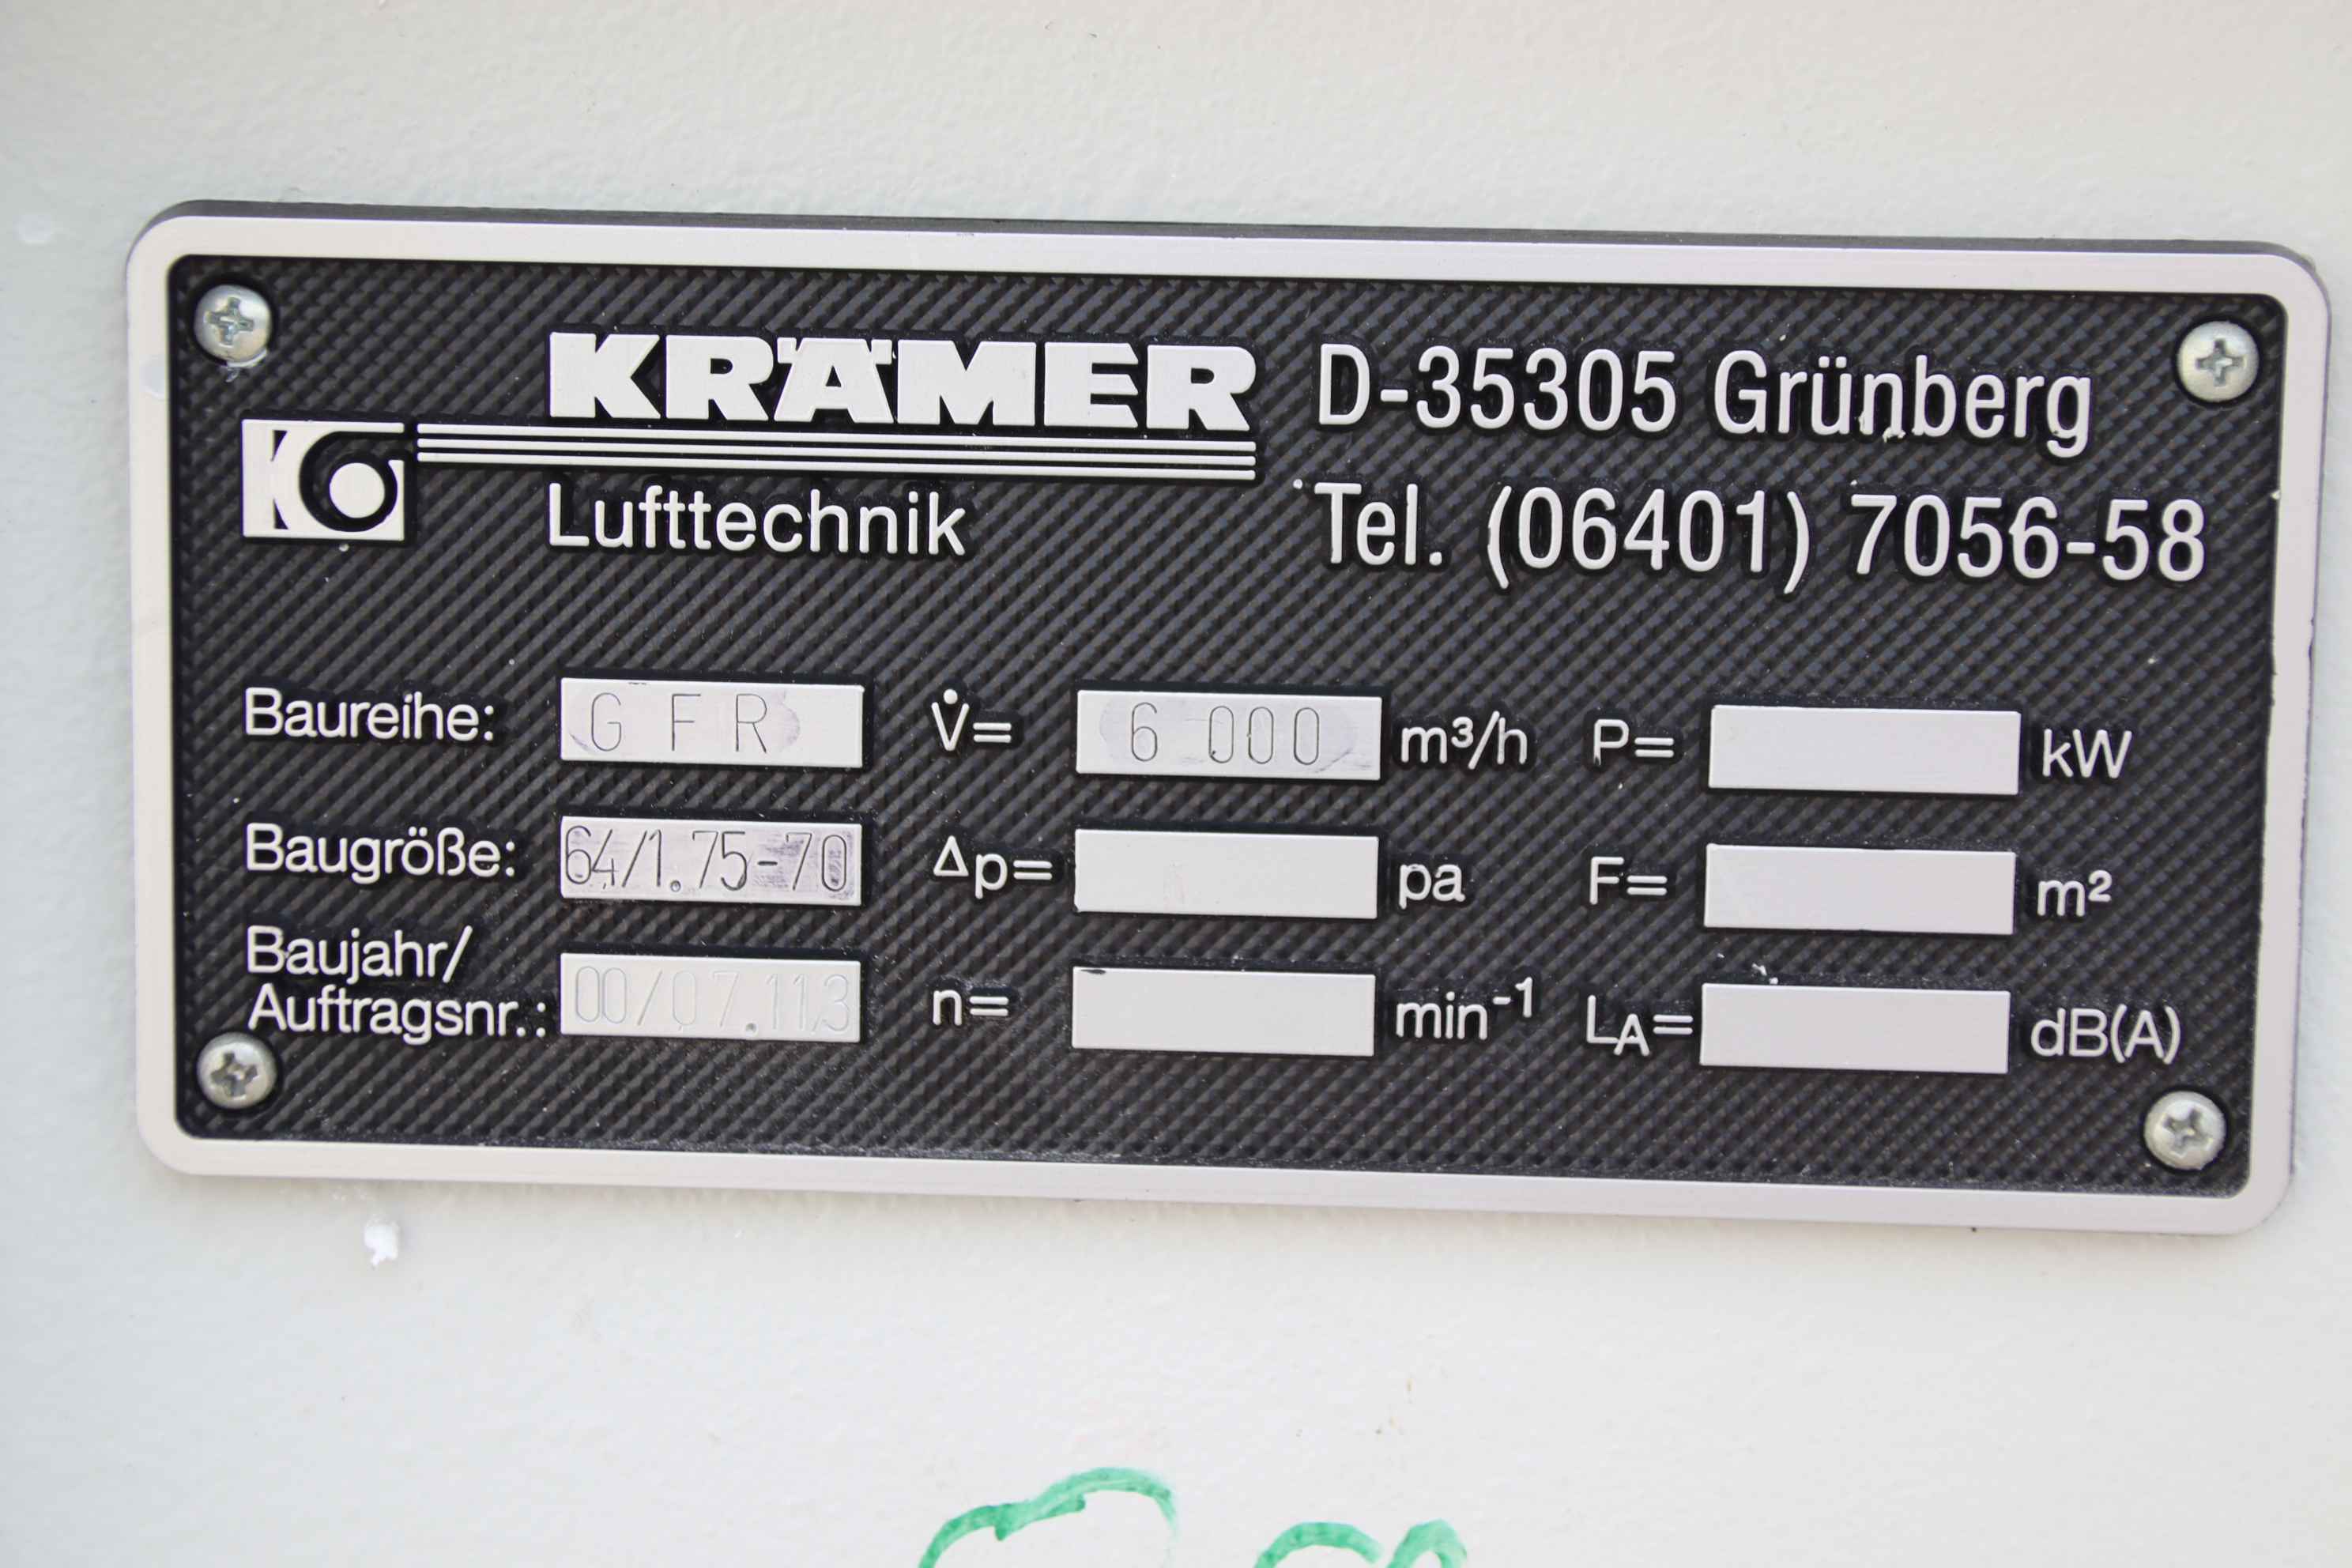 KRÄMER D-35305 Grünberg
Lufttechnik Tel. (06401) 7056-58
Baureihe: G F R V̇= 6 000 m³/h P= kW
Baugröße: 64/1.75-70 Δp= pa F= m²
Baujahr/
Auftragsnr.: 00/07.113 n= min⁻¹ LA= dB(A)